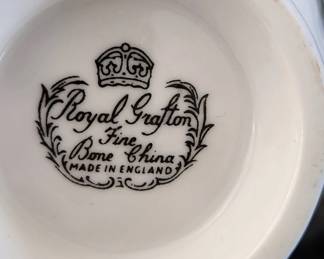 Royal Grafton
Fine
Bone China
MADE IN ENGLAND